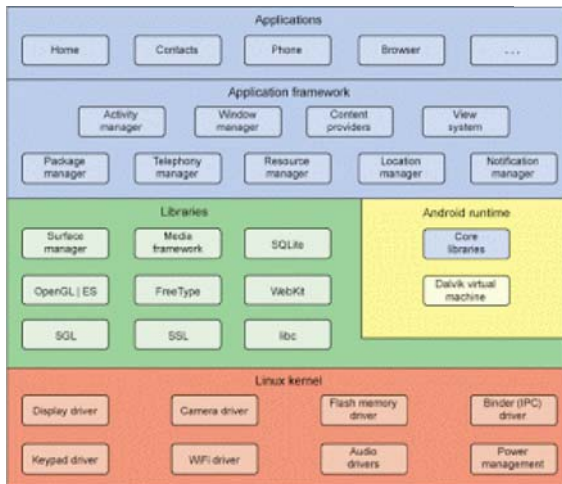 Applications
Home Contacts Phone Browser ...
Application framework
Activity manager Window manager Content providers View system
Package manager Telephony manager Resource manager Location manager Notification manager
Libraries
Surface manager Media framework SQLite
OpenGL | ES FreeType WebKit
SGL SSL libc
Android runtime
Core libraries
Dalvik virtual machine
Linux kernel
Display driver Camera driver Flash memory driver Binder (IPC) driver
Keypad driver WiFi driver Audio drivers Power management